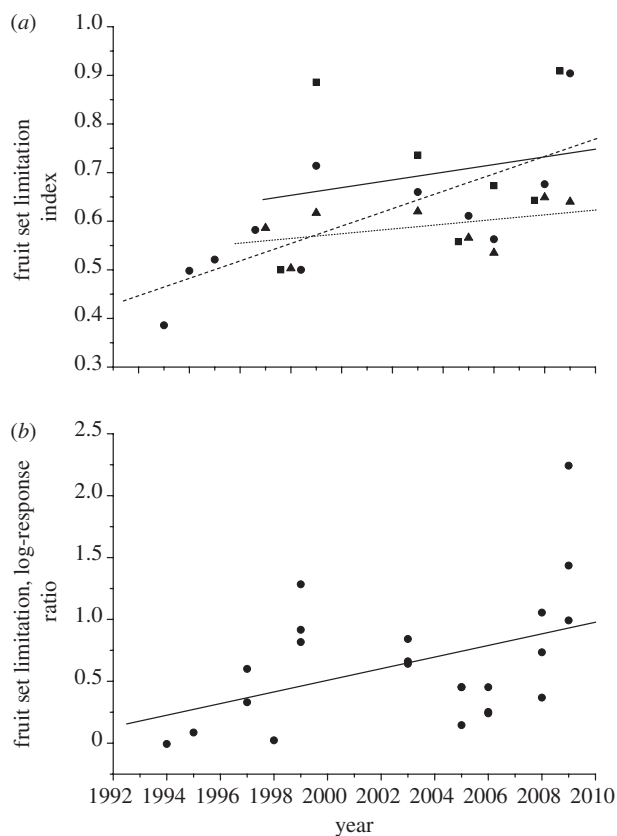 (a)
1.0
0.9
0.8
0.7
0.6
0.5
0.4
0.3
fruit set limitation
index
(b)
2.5
2.0
1.5
1.0
0.5
0
fruit set limitation, log-response
ratio
1992 1994 1996 1998 2000 2002 2004 2006 2008 2010
year